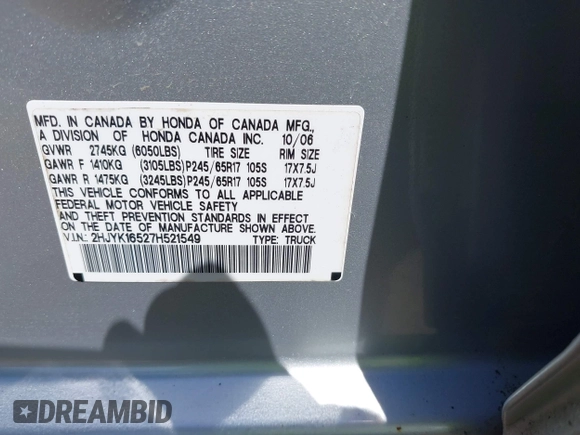 MFD. IN CANADA BY HONDA OF CANADA MFG.,
A DIVISION OF HONDA CANADA INC. 10/06
GVWR 2745KG (6050LBS) TIRE SIZE RIM SIZE
GAWR F 1410KG (3105LBS) P245/65R17 105S 17X7.5J
GAWR R 1475KG (3245LBS) P245/65R17 105S 17X7.5J
THIS VEHICLE CONFORMS TO ALL APPLICABLE
FEDERAL MOTOR VEHICLE SAFETY
AND THEFT PREVENTION STANDARDS IN EFFECT
ON THE DATE OF MANUFACTURE SHOWN ABOVE.
V.I.N.: 2HJYK16527H521549 TYPE: TRUCK
DREAMBID